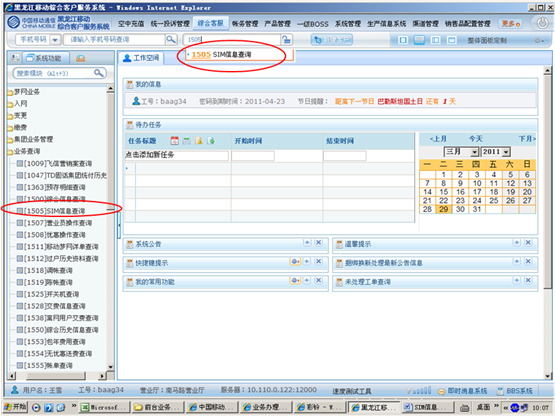 黑龙江移动综合客户服务系统 - Windows Internet Explorer
中国移动通信 CHINA MOBILE 黑龙江移动 综合客户服务系统
空中充值 统一投诉管理 综合客服 帐务管理 产品管理 一级BOSS 系统管理 生产信息系统 渠道管理 销售品配置管理 更多
手机号码 请输入手机号码查询 1505 整体面板定制
1505 SIM信息查询
系统功能 工作空间
搜索模块 (Alt+3)
梦网业务
入网
变更
缴费
集团业务管理
业务查询
[1009]飞信营销案查询
[1047]TD固话集团统付历史
[1363]预存明细查询
[1500]综合信息查询
[1505]SIM信息查询
[1507]营业员操作查询
[1508]优惠操作查询
[1511]移动梦网详单查询
[1512]过户历史资料查询
[1518]调帐查询
[1519]陈帐查询
[1525]开关机查询
[1528]交费信息查询
[1538]离网用户交费查询
[1550]综合历史信息查询
[1553]包年费用查询
[1554]无优惠话费查询
[1555]帐单查询
我的信息
工号: baag34 密码到期时间: 2011-04-23 节日提醒: 距离下一节日 巴勒斯坦国土日 还有 1 天
待办任务
任务标题 开始时间 结束时间
点击添加新任务
<上月 今天 下月>
三月 2011
一 二 三 四 五 六 日
1 2 3 4 5 6
7 8 9 10 11 12 13
14 15 16 17 18 19 20
21 22 23 24 25 26 27
28 29 30 31
系统公告 温馨提示
快捷键提示 捆绑换新处理最新公告信息
我的常用功能 未处理工单查询
用户名: 王雪 工号: baag34 营业厅: 南马路营业厅 服务器: 10.110.0.122:12000 速度测试工具 即时消息系统 BBS系统
开始 Microsof... 前台业务... 中国移动... 业务办理... 彩铃 - W... 黑龙江移... SIM信息... 桌面 10:07